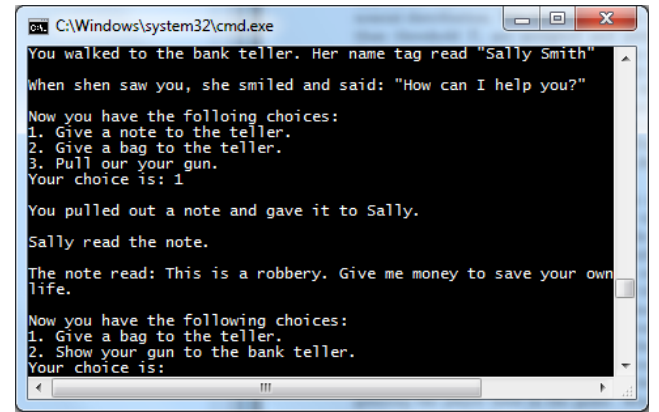 C:\Windows\system32\cmd.exe
You walked to the bank teller. Her name tag read "Sally Smith"
When shen saw you, she smiled and said: "How can I help you?"
Now you have the folloing choices:
1. Give a note to the teller.
2. Give a bag to the teller.
3. Pull our your gun.
Your choice is: 1
You pulled out a note and gave it to Sally.
Sally read the note.
The note read: This is a robbery. Give me money to save your own
life.
Now you have the following choices:
1. Give a bag to the teller.
2. Show your gun to the bank teller.
Your choice is: